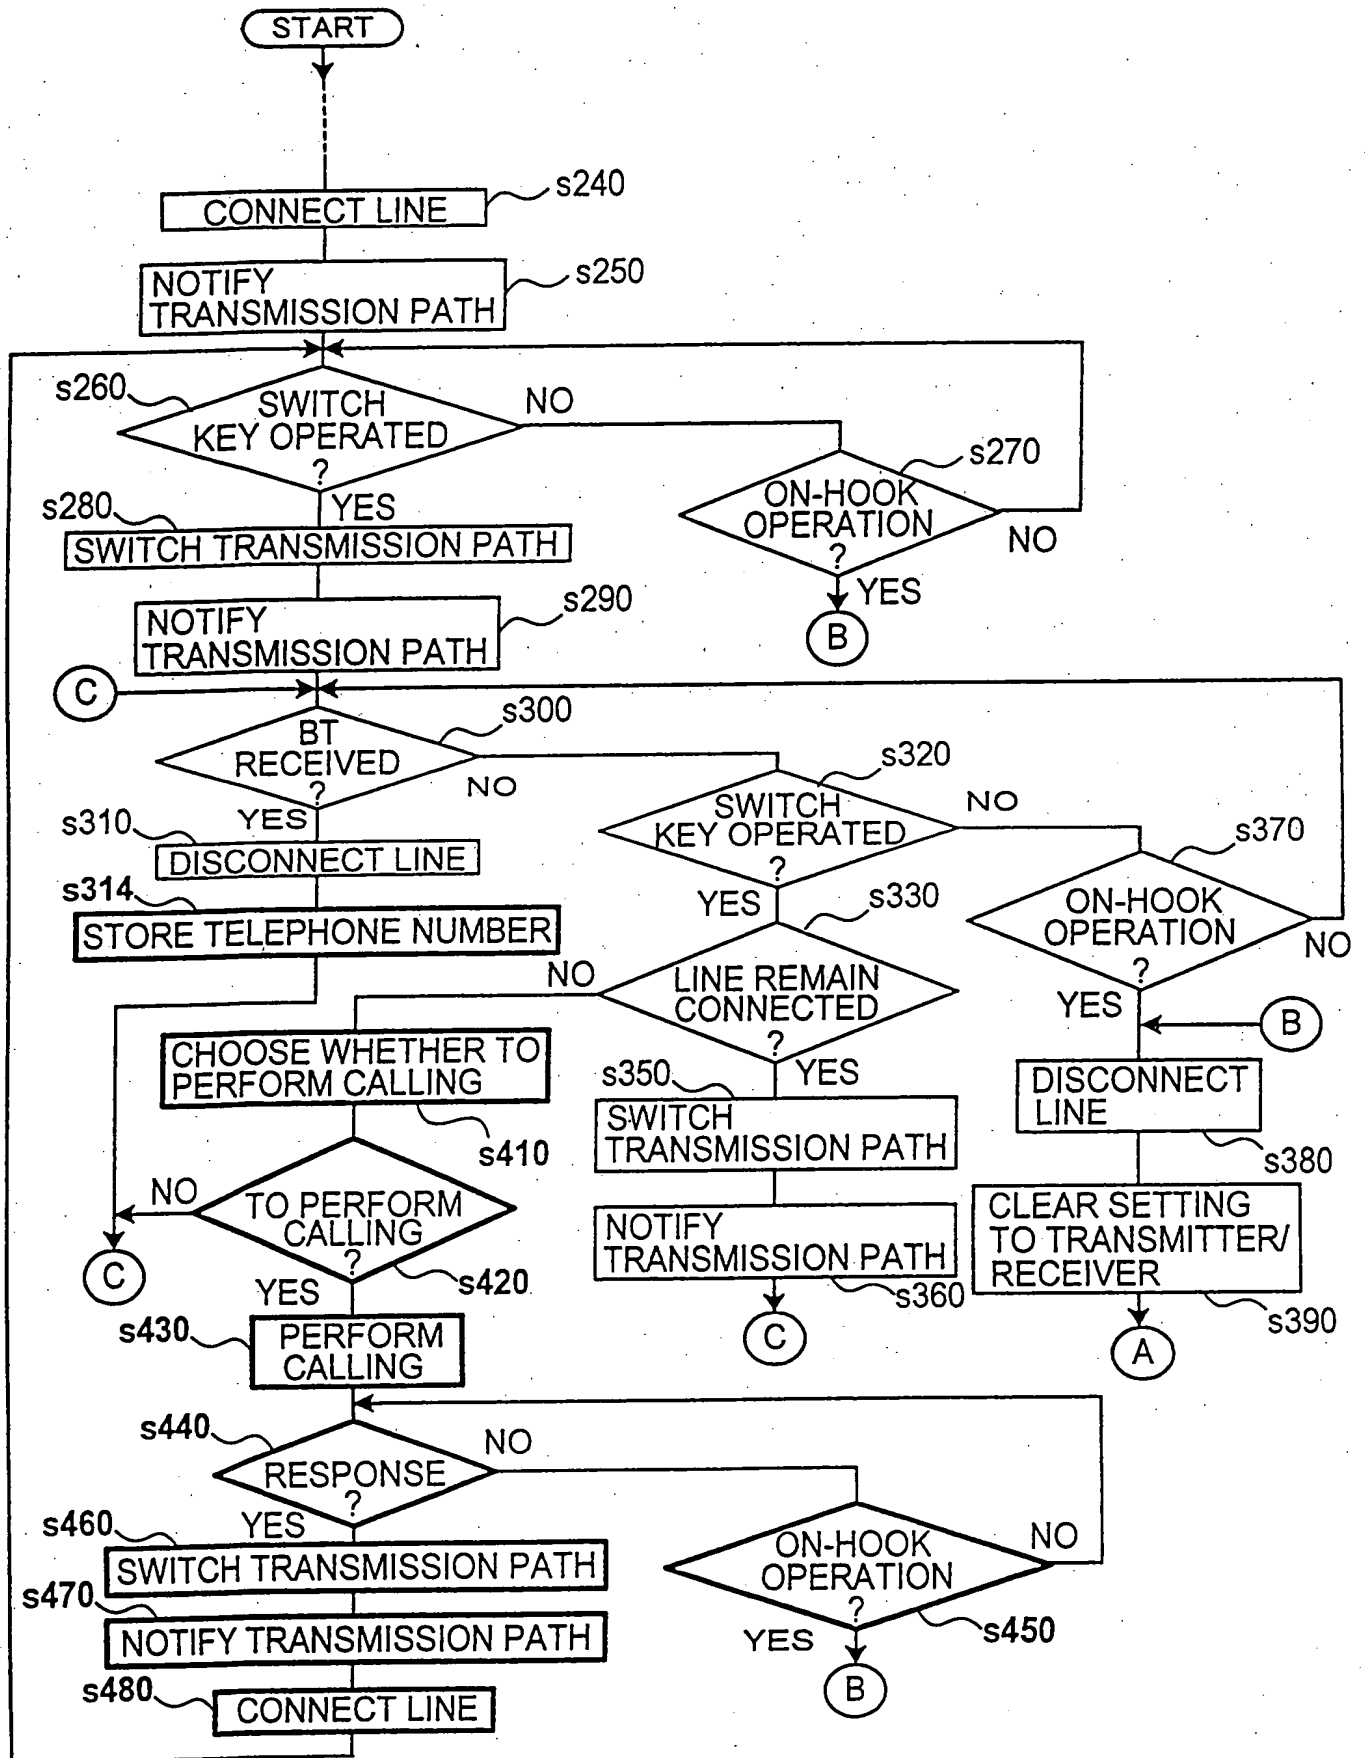 START
s240
CONNECT LINE
s250
NOTIFY
TRANSMISSION PATH
s260
SWITCH
KEY OPERATED
?
NO
YES
s270
ON-HOOK
OPERATION
?
NO
YES
B
s280
SWITCH TRANSMISSION PATH
s290
NOTIFY
TRANSMISSION PATH
C
s300
BT
RECEIVED
?
NO
YES
s310
DISCONNECT LINE
s314
STORE TELEPHONE NUMBER
s320
SWITCH
KEY OPERATED
?
NO
YES
s330
LINE REMAIN
CONNECTED
?
NO
YES
s370
ON-HOOK
OPERATION
?
NO
YES
B
s350
SWITCH
TRANSMISSION PATH
NOTIFY
TRANSMISSION PATH
s360
C
DISCONNECT
LINE
s380
CLEAR SETTING
TO TRANSMITTER/
RECEIVER
s390
A
CHOOSE WHETHER TO
PERFORM CALLING
s410
TO PERFORM
CALLING
?
NO
s420
YES
C
s430
PERFORM
CALLING
s440
RESPONSE
?
NO
YES
ON-HOOK
OPERATION
?
NO
s450
YES
B
s460
SWITCH TRANSMISSION PATH
s470
NOTIFY TRANSMISSION PATH
s480
CONNECT LINE